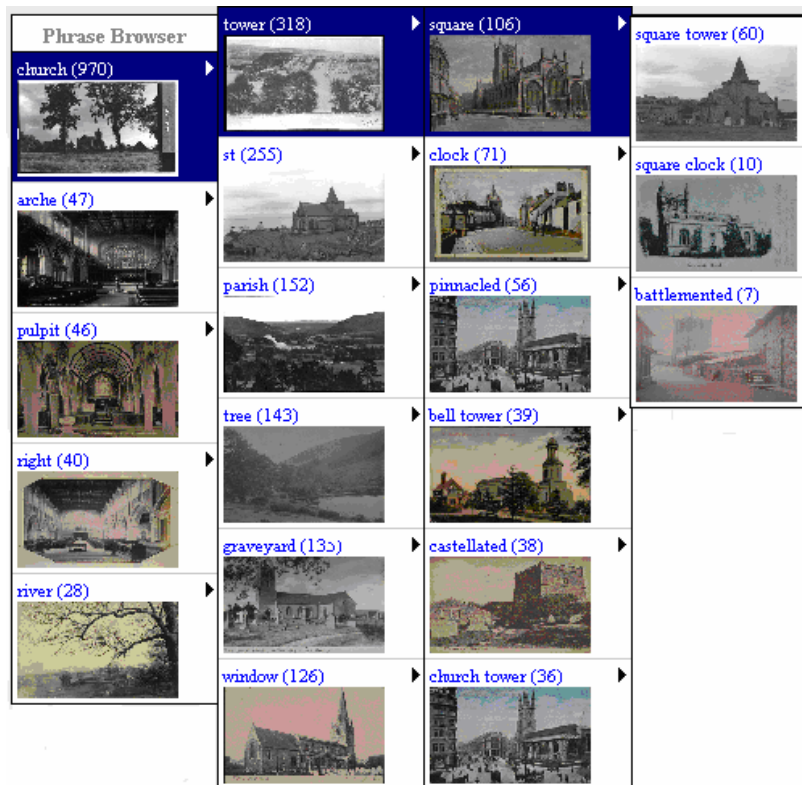 Phrase Browser
church (970)
arche (47)
pulpit (46)
right (40)
river (28)
tower (318)
st (255)
parish (152)
tree (143)
graveyard (135)
window (126)
square (106)
clock (71)
pinnacled (56)
bell tower (39)
castellated (38)
church tower (36)
square tower (60)
square clock (10)
battlemented (7)